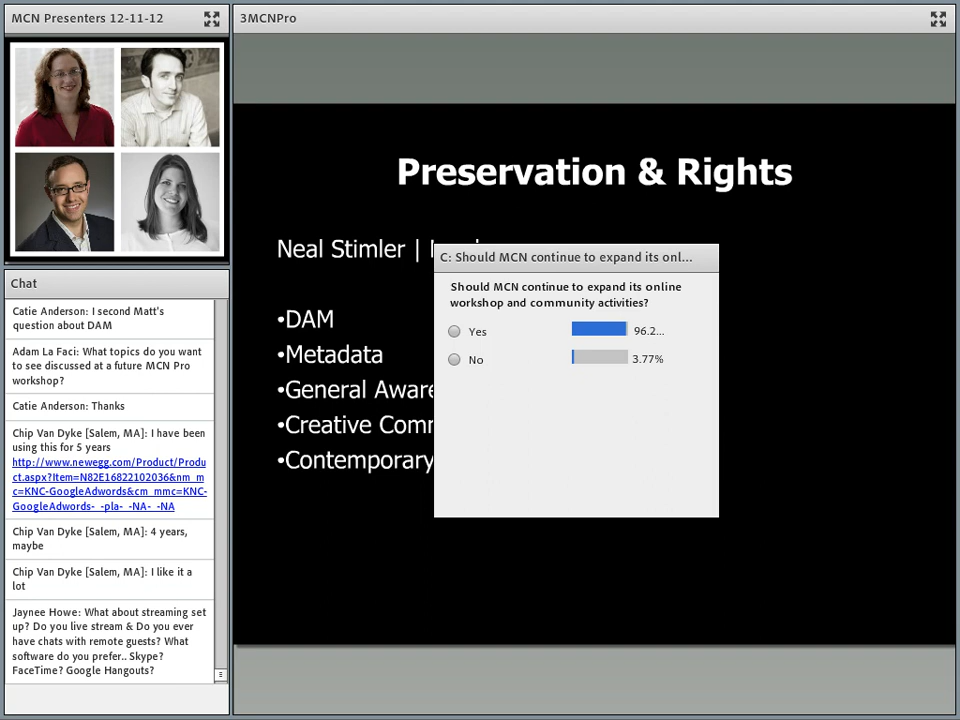 MCN Presenters 12-11-12
3MCNPro
Preservation & Rights
Neal Stimler |
•DAM
•Metadata
•General
•Creative
•Contemporary
C: Should MCN continue to expand its onl...
Should MCN continue to expand its online
workshop and community activities?
Yes 96.2...
No 3.77%
Chat
Catie Anderson: I second Matt's
question about DAM
Adam La Faci: What topics do you want
to see discussed at a future MCN Pro
workshop?
Catie Anderson: Thanks
Chip Van Dyke [Salem, MA]: I have been
using this for 5 years
http://www.newegg.com/Product/Produ
ct.aspx?Item=N82E16822102036&nm_m
c=KNC-GoogleAdwords&cm_mmc=KNC-
GoogleAdwords-_-pla-_-NA-_-NA
Chip Van Dyke [Salem, MA]: 4 years,
maybe
Chip Van Dyke [Salem, MA]: I like it a
lot
Jaynee Howe: What about streaming set
up? Do you live stream & Do you ever
have chats with remote guests? What
software do you prefer.. Skype?
FaceTime? Google Hangouts?